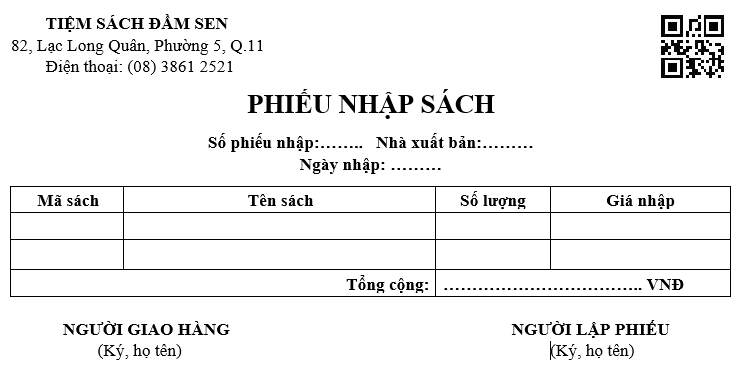 TIỆM SÁCH ĐẦM SEN
82, Lạc Long Quân, Phường 5, Q.11
Điện thoại: (08) 3861 2521
PHIẾU NHẬP SÁCH
Số phiếu nhập:…….. Nhà xuất bản:………
Ngày nhập: ………
Mã sách Tên sách Số lượng Giá nhập
Tổng cộng: …………………………….. VNĐ
NGƯỜI GIAO HÀNG NGƯỜI LẬP PHIẾU
(Ký, họ tên) (Ký, họ tên)